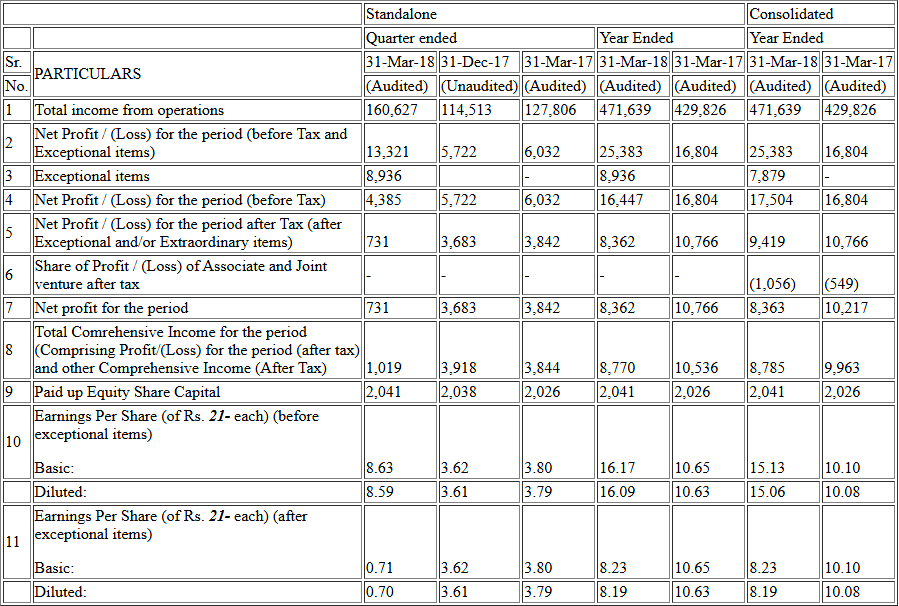 Standalone Consolidated
Quarter ended Year Ended Year Ended
Sr. No. PARTICULARS 31-Mar-18 31-Dec-17 31-Mar-17 31-Mar-18 31-Mar-17 31-Mar-18 31-Mar-17
(Audited) (Unaudited) (Audited) (Audited) (Audited) (Audited) (Audited)
1 Total income from operations 160,627 114,513 127,806 471,639 429,826 471,639 429,826
2 Net Profit / (Loss) for the period (before Tax and
Exceptional items) 13,321 5,722 6,032 25,383 16,804 25,383 16,804
3 Exceptional items 8,936 - 8,936 7,879 -
4 Net Profit / (Loss) for the period (before Tax) 4,385 5,722 6,032 16,447 16,804 17,504 16,804
5 Net Profit / (Loss) for the period after Tax (after
Exceptional and/or Extraordinary items) 731 3,683 3,842 8,362 10,766 9,419 10,766
6 Share of Profit / (Loss) of Associate and Joint
venture after tax - - - - - (1,056) (549)
7 Net profit for the period 731 3,683 3,842 8,362 10,766 8,363 10,217
8 Total Comrehensive Income for the period
(Comprising Profit/(Loss) for the period (after tax)
and other Comprehensive Income (After Tax) 1,019 3,918 3,844 8,770 10,536 8,785 9,963
9 Paid up Equity Share Capital 2,041 2,038 2,026 2,041 2,026 2,041 2,026
10 Earnings Per Share (of Rs. 21- each) (before
exceptional items)
Basic: 8.63 3.62 3.80 16.17 10.65 15.13 10.10
Diluted: 8.59 3.61 3.79 16.09 10.63 15.06 10.08
11 Earnings Per Share (of Rs. 21- each) (after
exceptional items)
Basic: 0.71 3.62 3.80 8.23 10.65 8.23 10.10
Diluted: 0.70 3.61 3.79 8.19 10.63 8.19 10.08